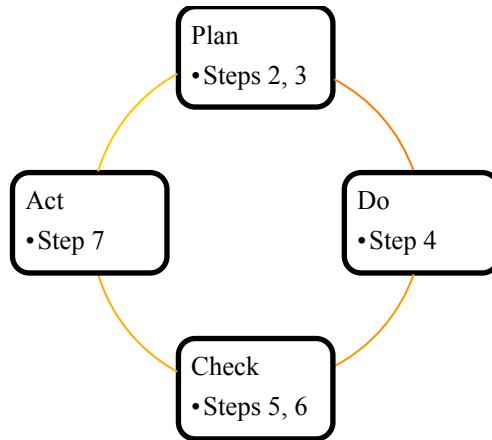 Plan
•Steps 2, 3
Do
•Step 4
Check
•Steps 5, 6
Act
•Step 7